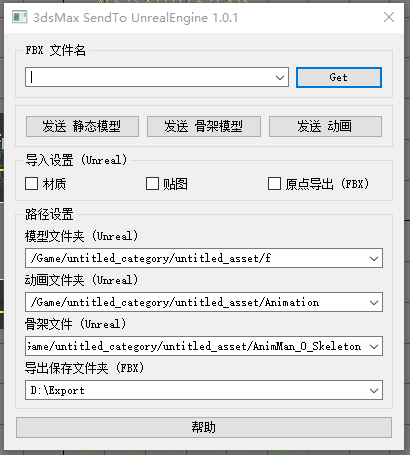 3dsMax SendTo UnrealEngine 1.0.1
FBX 文件名
Get
发送 静态模型 发送 骨架模型 发送 动画
导入设置 (Unreal)
材质 贴图 原点导出 (FBX)
路径设置
模型文件夹 (Unreal)
/Game/untitled_category/untitled_asset/f
动画文件夹 (Unreal)
/Game/untitled_category/untitled_asset/Animation
骨架文件 (Unreal)
Game/untitled_category/untitled_asset/AnimMan_O_Skeleton
导出保存文件夹 (FBX)
D:\Export
帮助